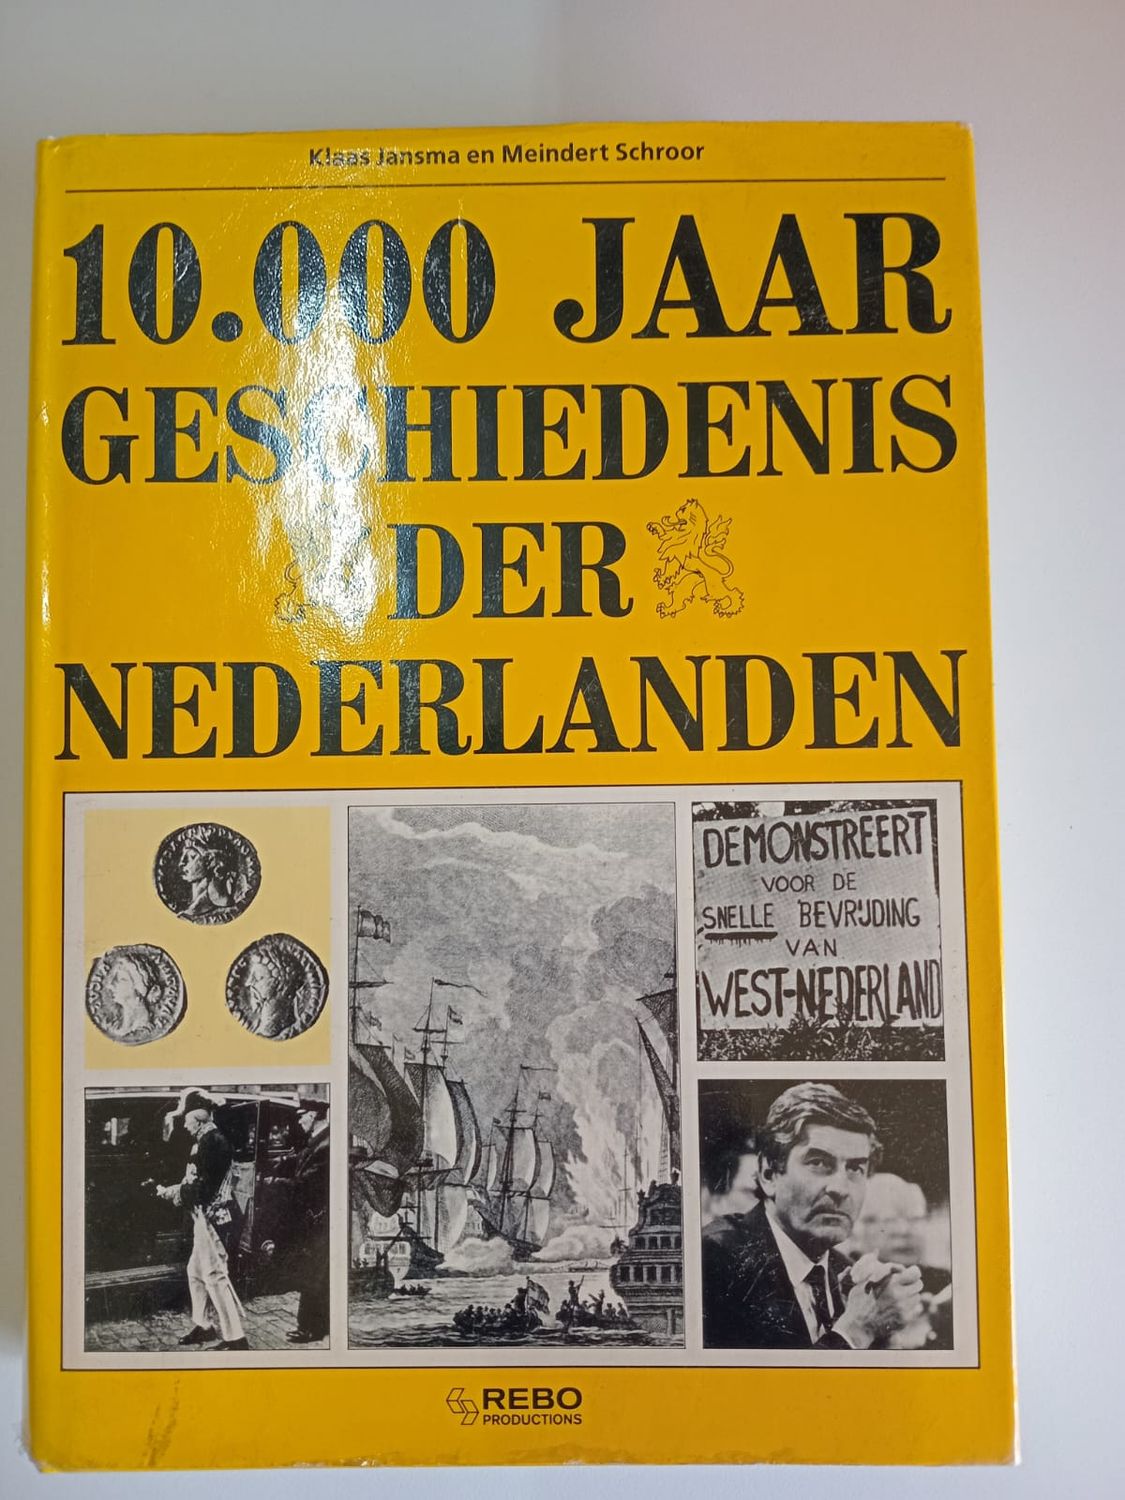 Klaas Jansma en Meindert Schroor
10.000 JAAR
GESCHIEDENIS
DER
NEDERLANDEN
DEMONSTREERT
VOOR DE
SNELLE BEVRIJDING
VAN
WEST-NEDERLAND
REBO
PRODUCTIONS